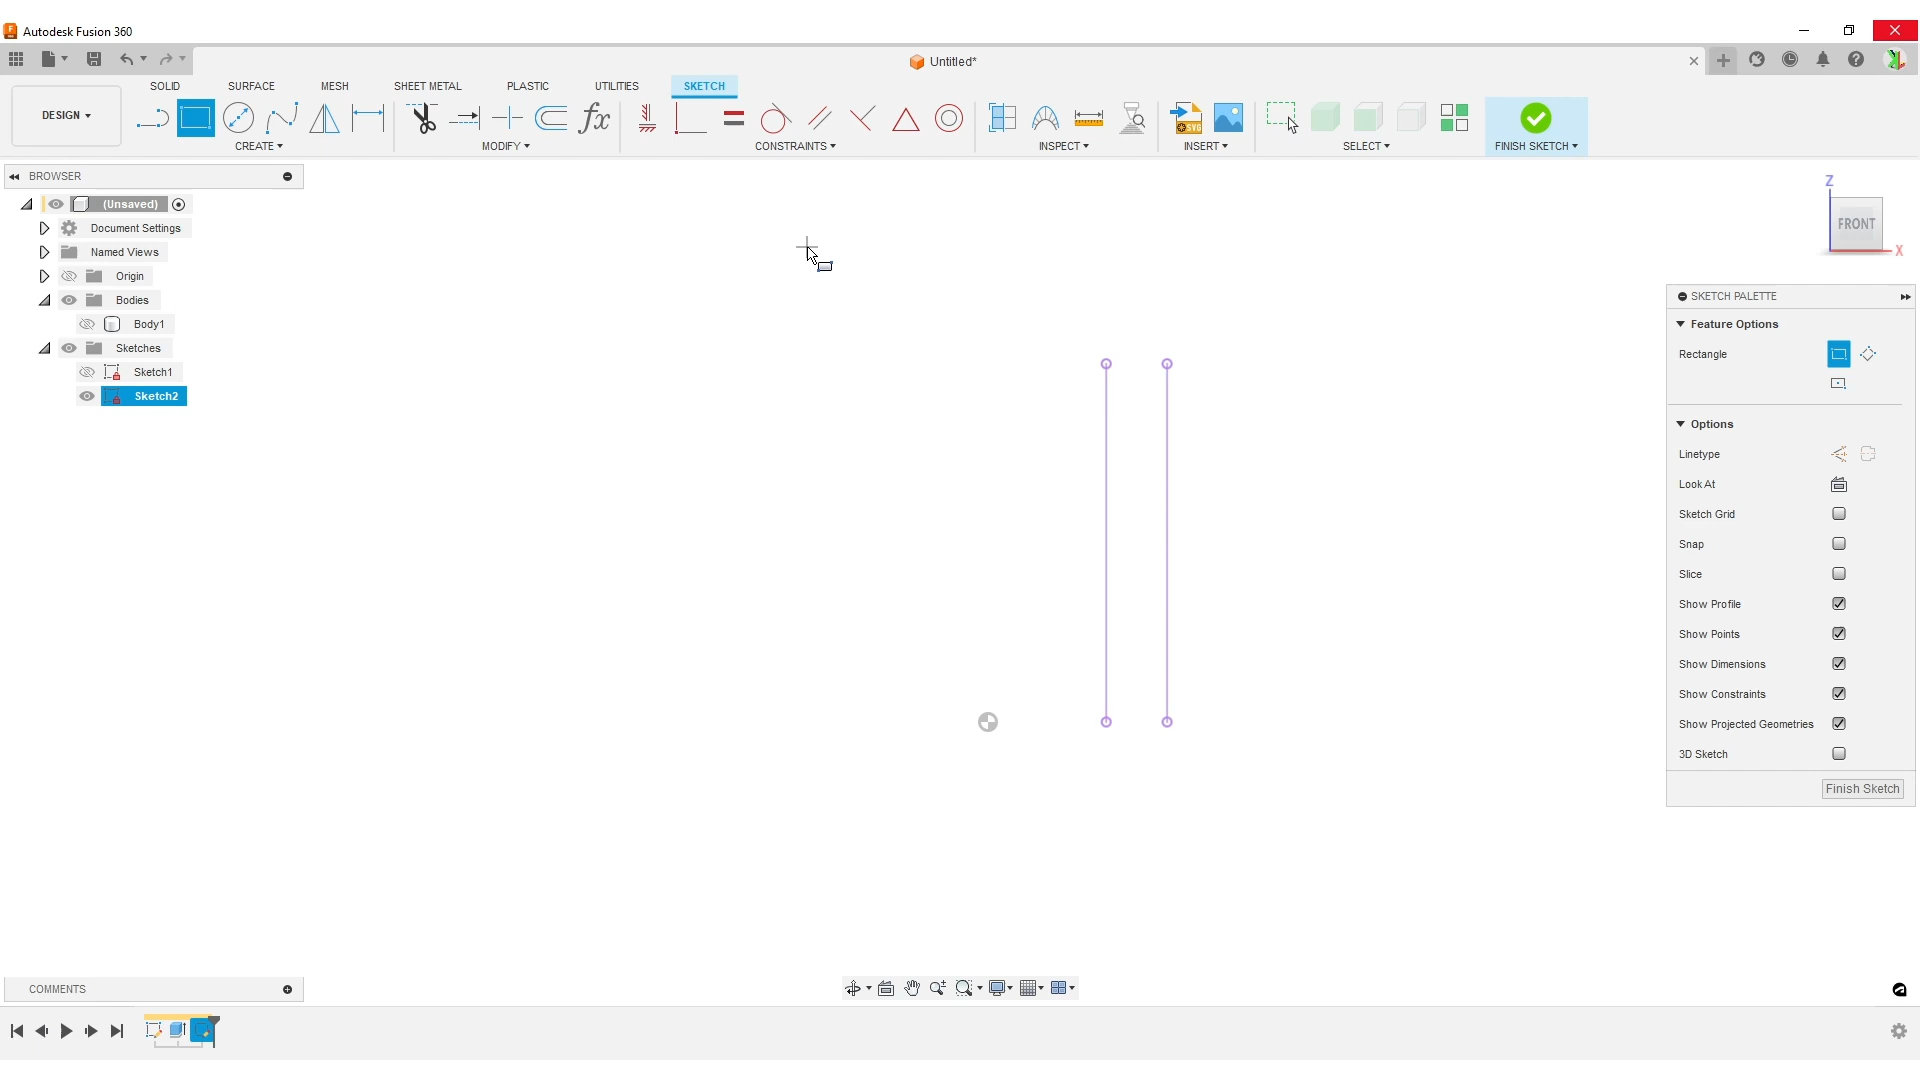 Autodesk Fusion 360
Untitled*
SOLID SURFACE MESH SHEET METAL PLASTIC UTILITIES SKETCH
DESIGN
CREATE MODIFY CONSTRAINTS INSPECT INSERT SELECT FINISH SKETCH
BROWSER
(Unsaved)
Document Settings
Named Views
Origin
Bodies
Body1
Sketches
Sketch1
Sketch2
Z
FRONT
X
SKETCH PALETTE
Feature Options
Rectangle
Options
Linetype
Look At
Sketch Grid
Snap
Slice
Show Profile
Show Points
Show Dimensions
Show Constraints
Show Projected Geometries
3D Sketch
Finish Sketch
COMMENTS